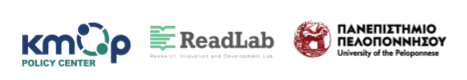 kmop
POLICY CENTER
ReadLab
Research Innovation and Development Lab
ΠΑΝΕΠΙΣΤΗΜΙΟ
ΠΕΛΟΠΟΝΝΗΣΟΥ
University of the Peloponnese